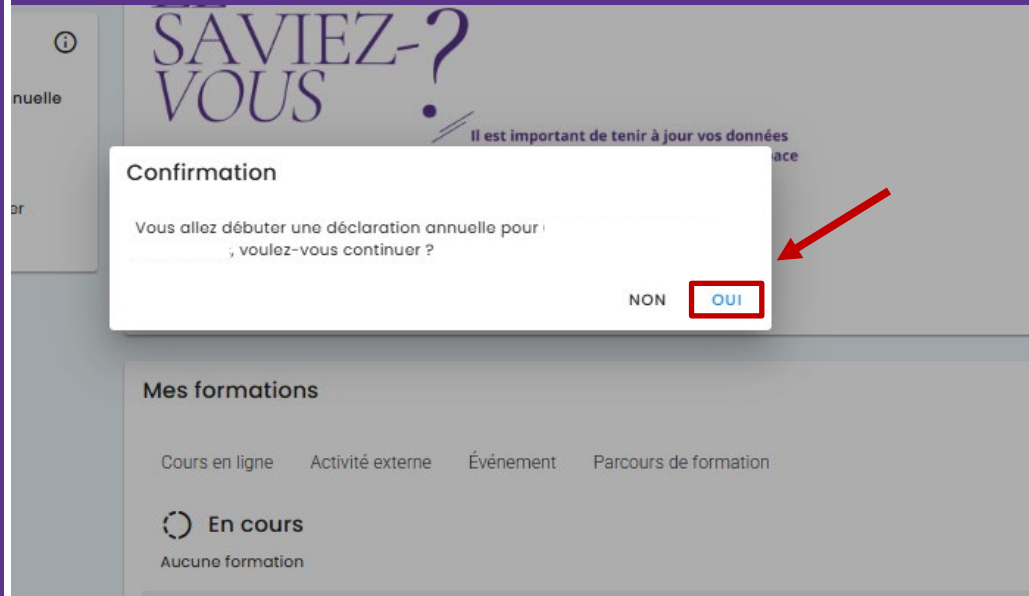 SAVIEZ-
VOUS ?
Il est important de tenir à jour vos données
nuelle
er
Confirmation
Vous allez débuter une déclaration annuelle pour
, voulez-vous continuer ?
NON OUI
Mes formations
Cours en ligne Activité externe Événement Parcours de formation
En cours
Aucune formation